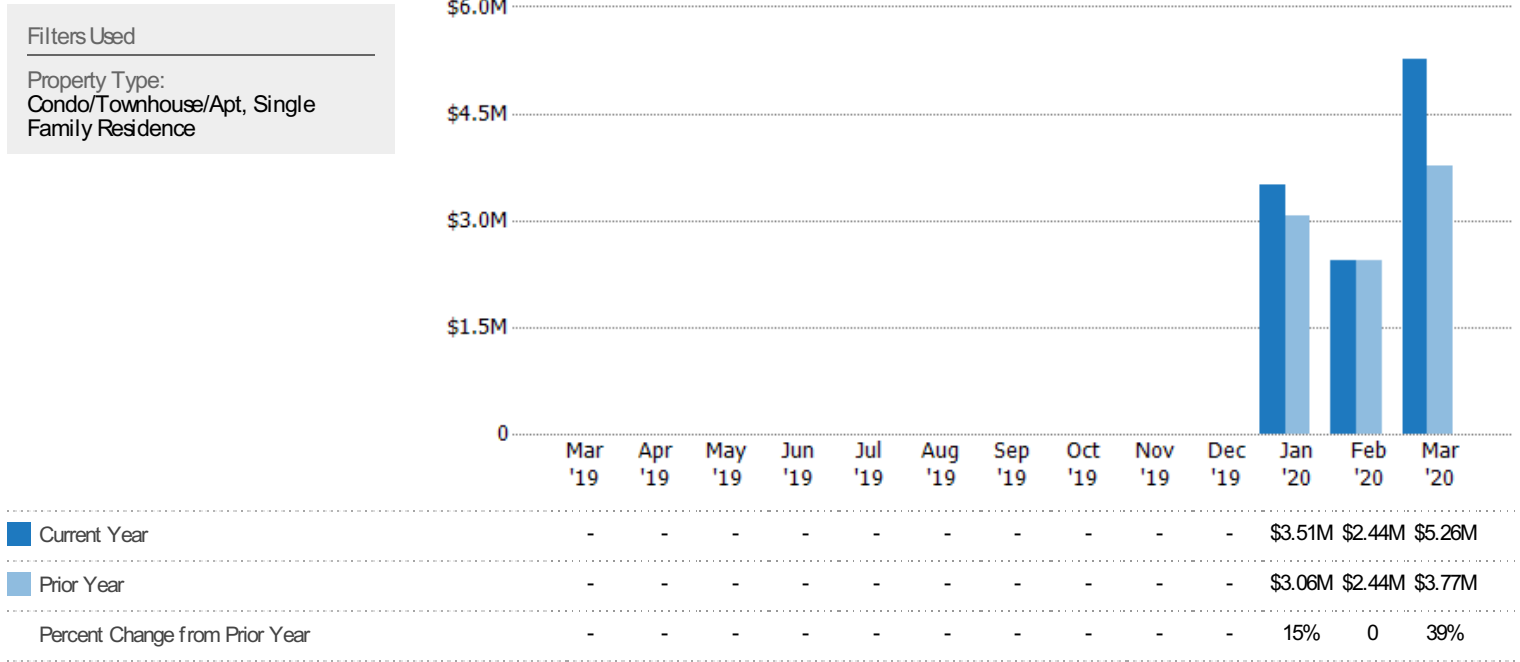 Filters Used
Property Type:
Condo/Townhouse/Apt, Single
Family Residence
$6.0M
$4.5M
$3.0M
$1.5M
0
Mar Apr May Jun Jul Aug Sep Oct Nov Dec Jan Feb Mar
'19 '19 '19 '19 '19 '19 '19 '19 '19 '19 '20 '20 '20
Current Year - - - - - - - - - - $3.51M $2.44M $5.26M
Prior Year - - - - - - - - - - $3.06M $2.44M $3.77M
Percent Change from Prior Year - - - - - - - - - - 15% 0 39%